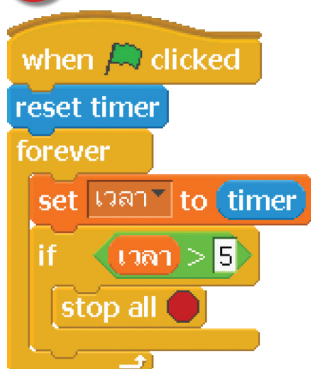 when clicked
reset timer
forever
set เวลา to timer
if เวลา > 5
stop all